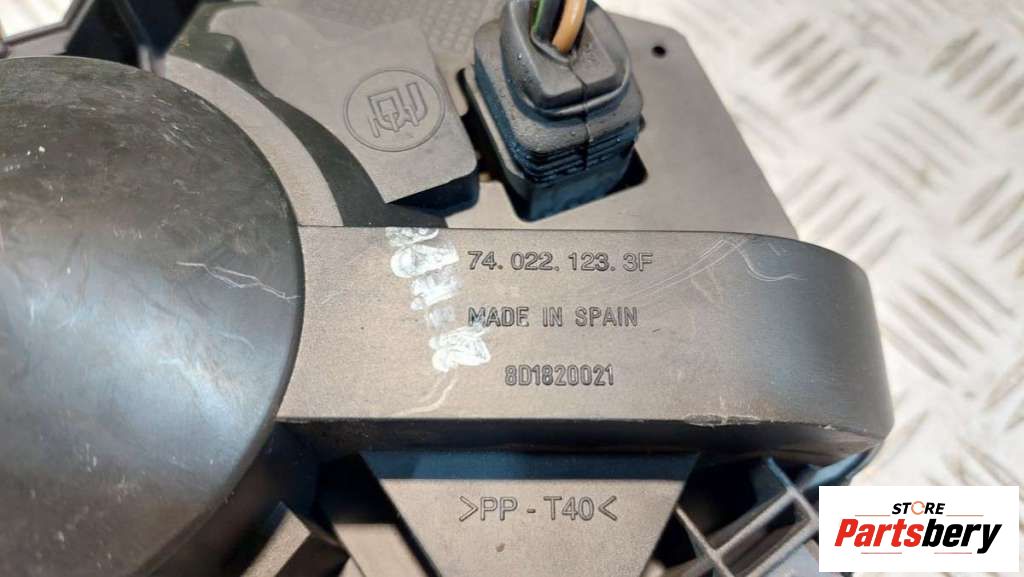 74. 022. 123. 3F
MADE IN SPAIN
8D1820021
>PP - T40<
STORE
Partsbery